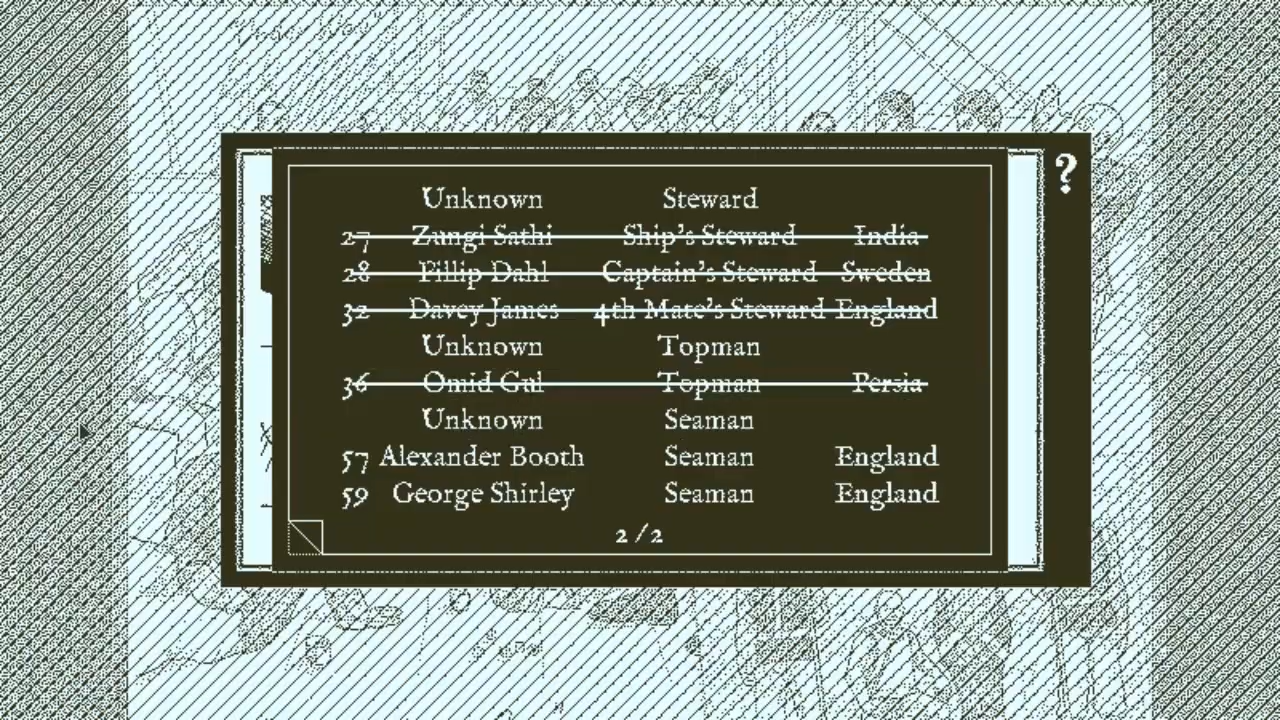 ?
Unknown Steward
27 Zungi Sathi Ship's Steward India
28 Fillip Dahl Captain's Steward Sweden
32 Davey James 4th Mate's Steward England
Unknown Topman
36 Omid Gul Topman Persia
Unknown Seaman
57 Alexander Booth Seaman England
59 George Shirley Seaman England
2/2